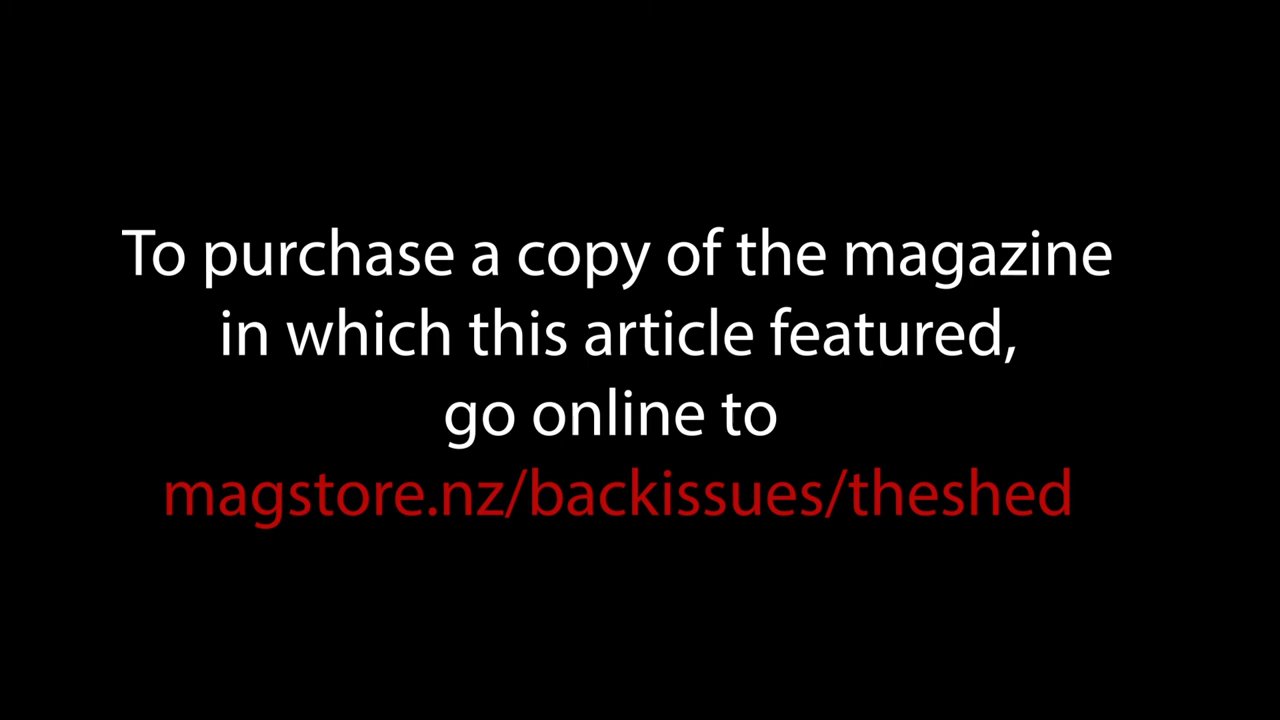 To purchase a copy of the magazine
in which this article featured,
go online to
magstore.nz/backissues/theshed